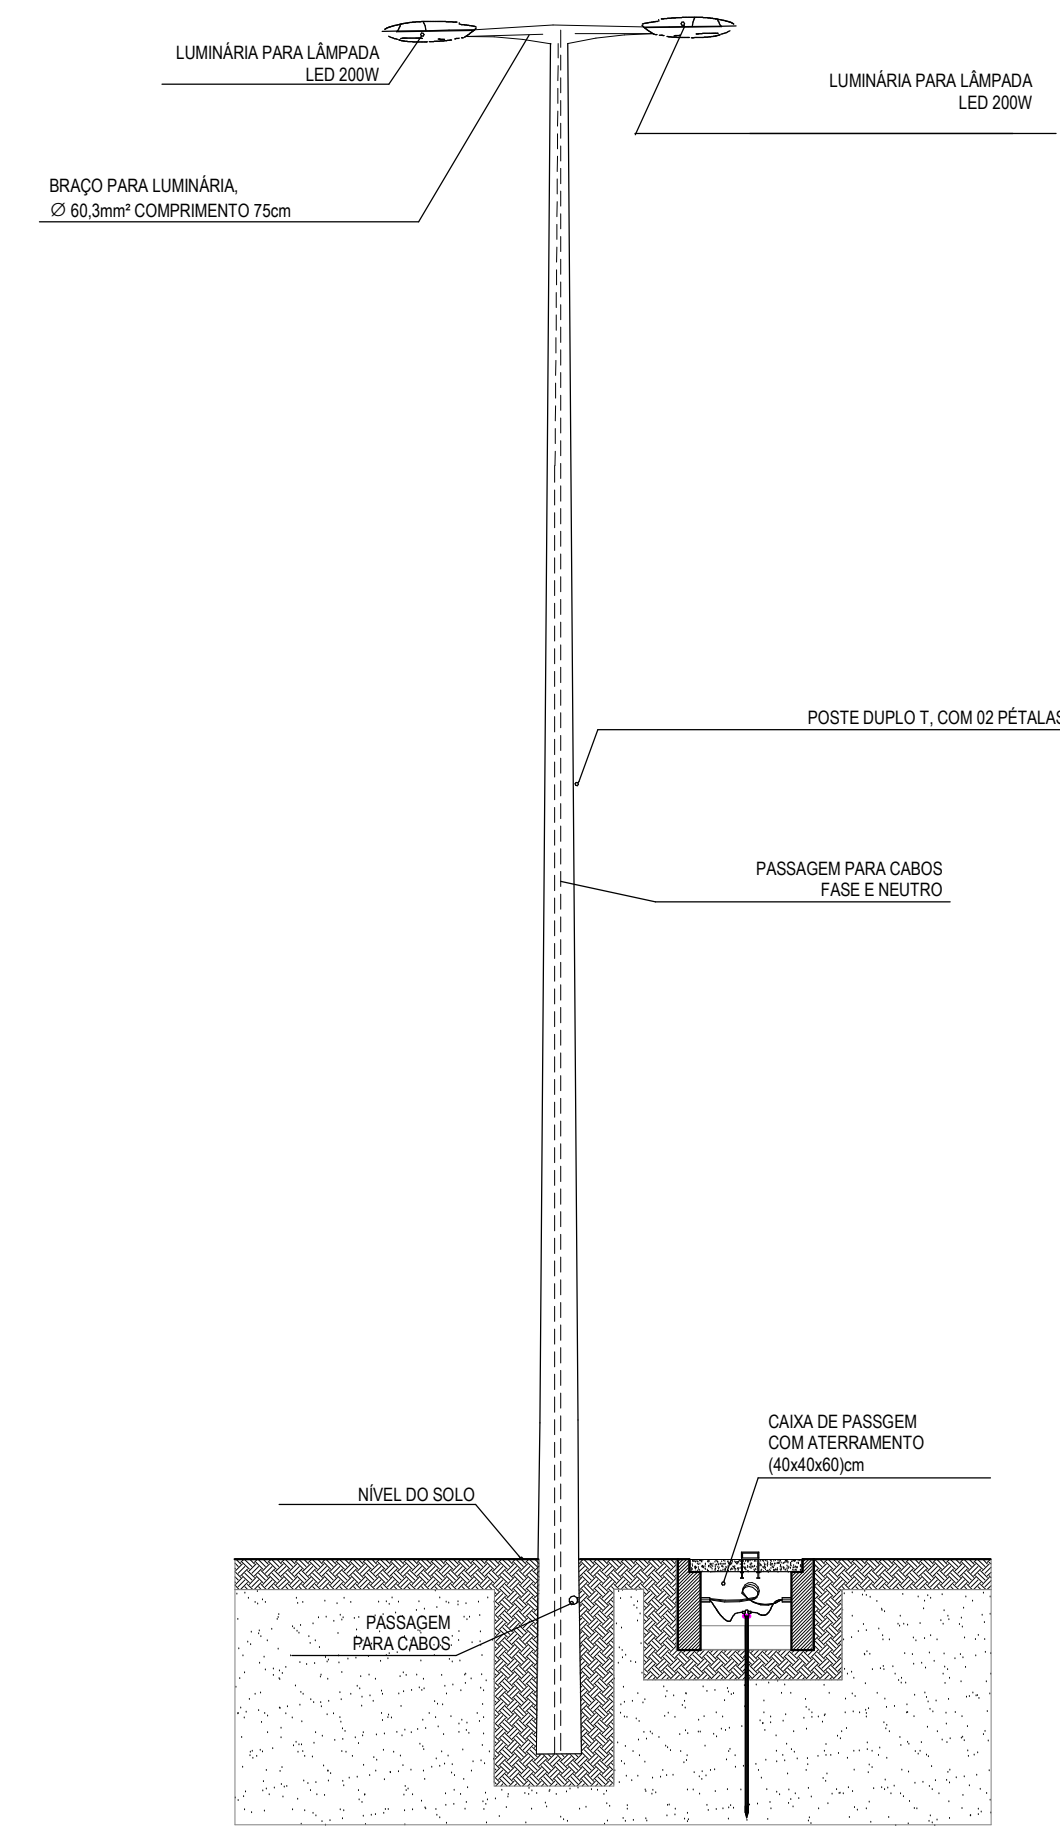 LUMINÁRIA PARA LÂMPADA
LED 200W
LUMINÁRIA PARA LÂMPADA
LED 200W
BRAÇO PARA LUMINÁRIA,
Ø 60,3mm² COMPRIMENTO 75cm
POSTE DUPLO T, COM 02 PÉTALAS
PASSAGEM PARA CABOS
FASE E NEUTRO
CAIXA DE PASSGEM
COM ATERRAMENTO
(40x40x60)cm
NÍVEL DO SOLO
PASSAGEM
PARA CABOS